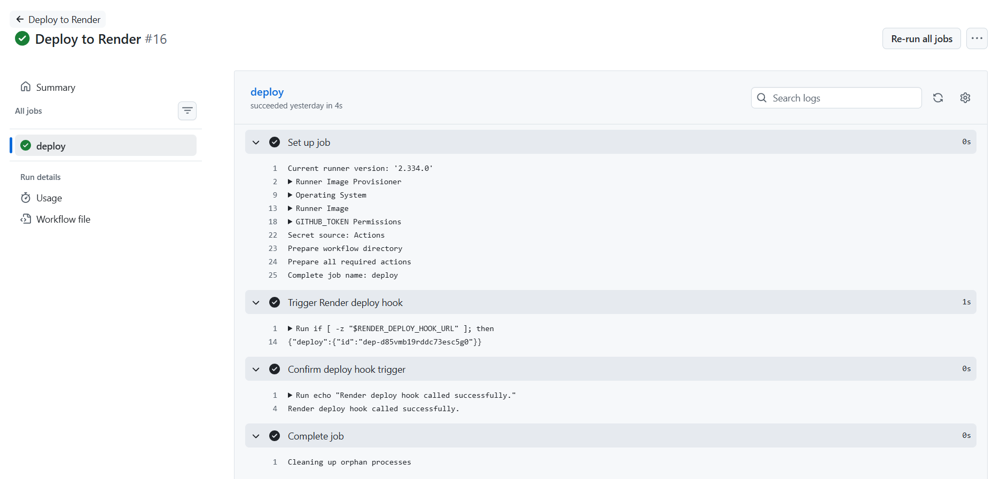 Deploy to Render
Deploy to Render #16
Re-run all jobs
Summary
All jobs
deploy
Run details
Usage
Workflow file
deploy
succeeded yesterday in 4s
Search logs
Set up job 0s
1 Current runner version: '2.334.0'
2 Runner Image Provisioner
9 Operating System
13 Runner Image
18 GITHUB_TOKEN Permissions
22 Secret source: Actions
23 Prepare workflow directory
24 Prepare all required actions
25 Complete job name: deploy
Trigger Render deploy hook 1s
1 Run if [ -z "$RENDER_DEPLOY_HOOK_URL" ]; then
14 {"deploy":{"id":"dep-d85vmb19rddc73esc5g0"}}
Confirm deploy hook trigger 0s
1 Run echo "Render deploy hook called successfully."
4 Render deploy hook called successfully.
Complete job 0s
1 Cleaning up orphan processes